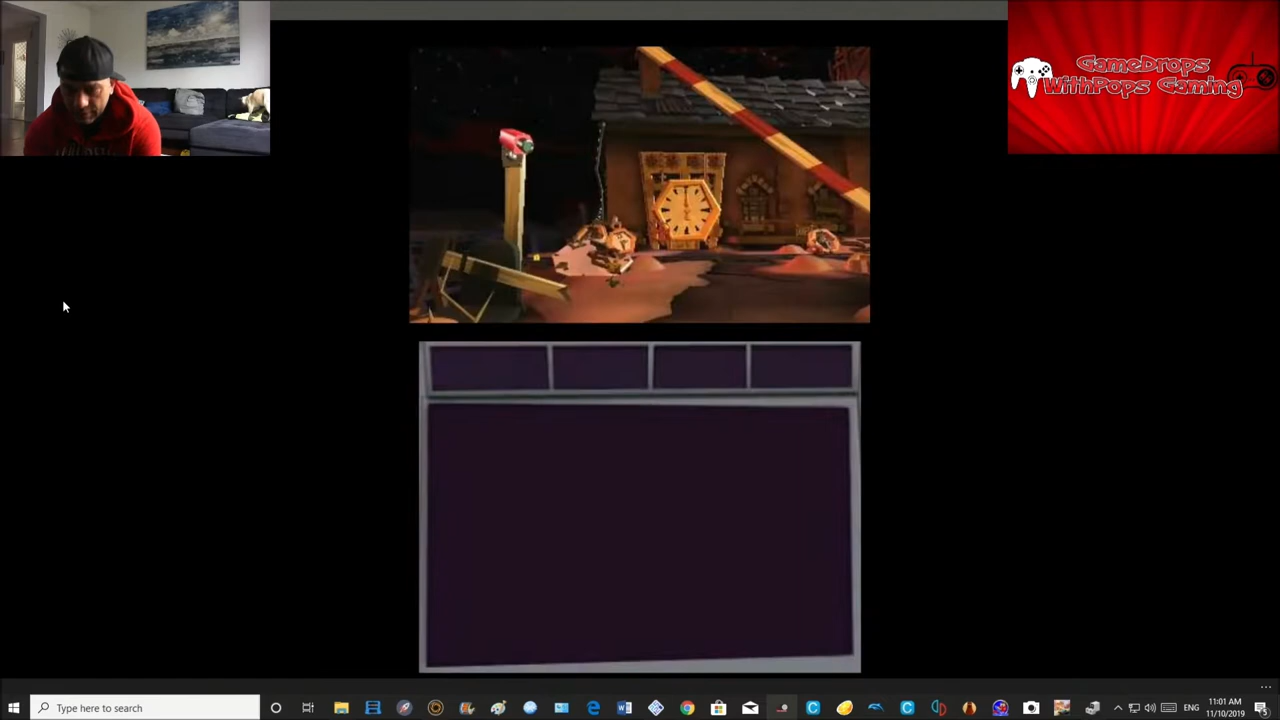 GameDrops
WithPops Gaming
Type here to search
ENG
11:01 AM
11/10/2019